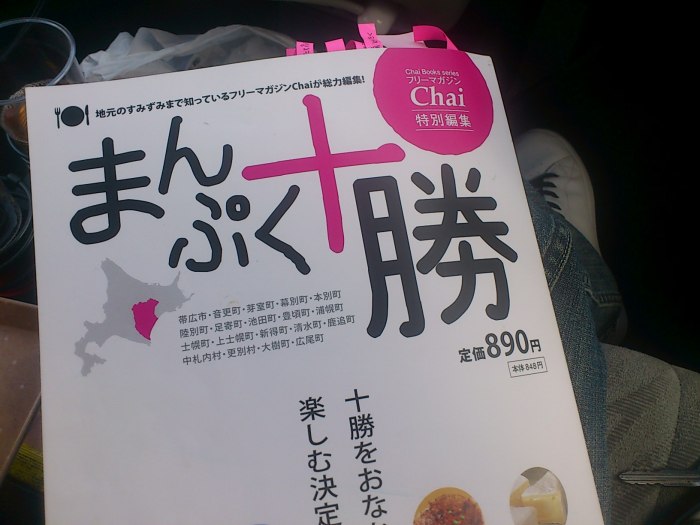 地元のすみずみまで知っているフリーマガジンChaiが総力編集!
Chai Books series
フリーマガジン
Chai
特別編集
まんぷく十勝
帯広市・音更町・芽室町・幕別町・本別町
陸別町・足寄町・池田町・豊頃町・浦幌町
士幌町・上士幌町・新得町・清水町・鹿追町
中札内村・更別村・大樹町・広尾町
定価890円
本体848円
十勝をおなか
楽しむ決定